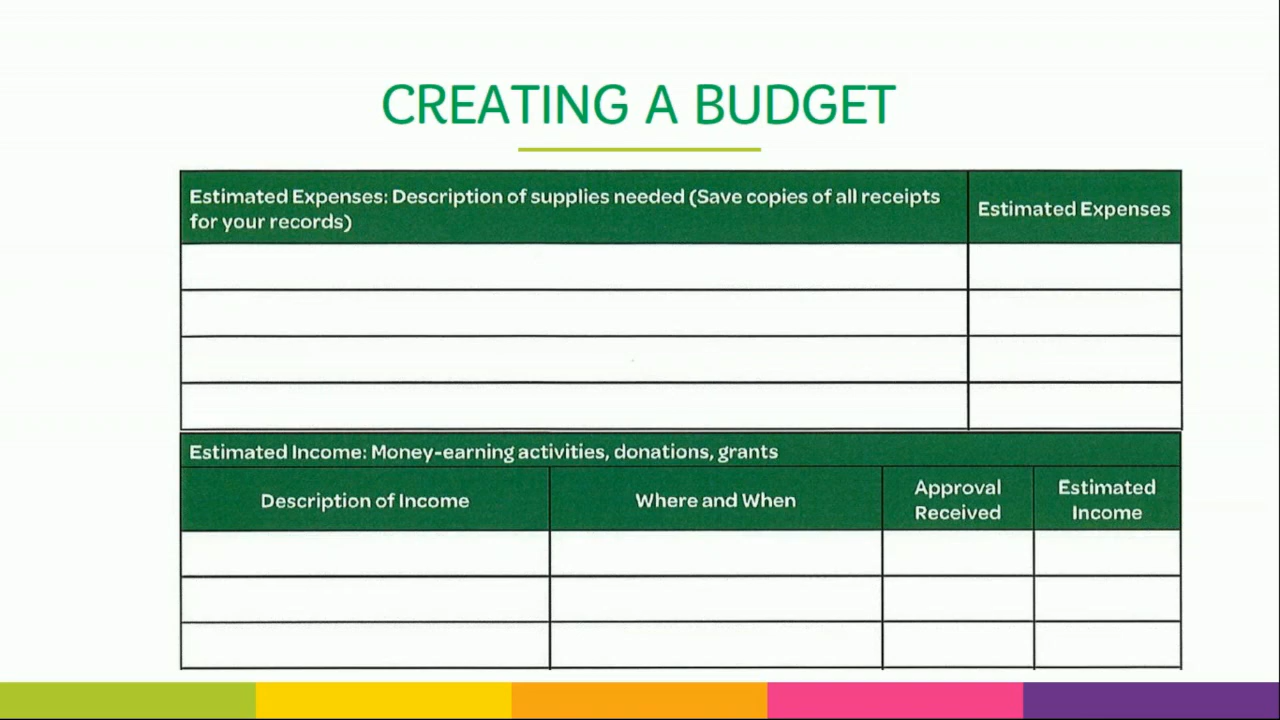 CREATING A BUDGET
Estimated Expenses: Description of supplies needed (Save copies of all receipts
for your records)
Estimated Expenses
Estimated Income: Money-earning activities, donations, grants
Description of Income
Where and When
Approval
Received
Estimated
Income